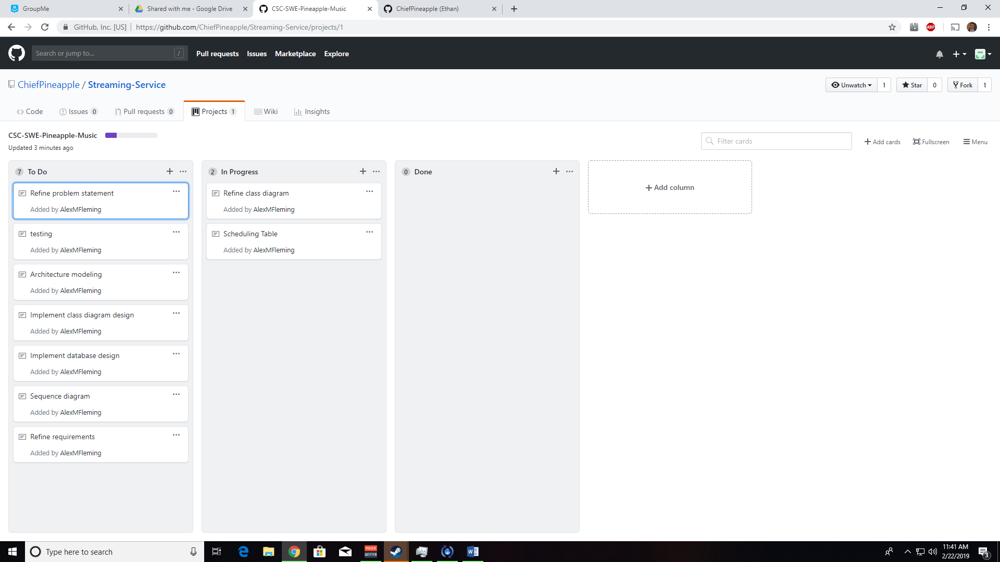 GroupMe
Shared with me - Google Drive
CSC-SWE-Pineapple-Music
ChiefPineapple (Ethan)
GitHub, Inc. [US] https://github.com/ChiefPineapple/Streaming-Service/projects/1
ABP
Search or jump to... /
Pull requests Issues Marketplace Explore
ChiefPineapple / Streaming-Service
Unwatch 1 Star 0 Fork 1
Code Issues 0 Pull requests 0 Projects 1 Wiki Insights
CSC-SWE-Pineapple-Music
Updated 3 minutes ago
Filter cards
Add cards Fullscreen Menu
7 To Do
Refine problem statement
Added by AlexMFleming
testing
Added by AlexMFleming
Architecture modeling
Added by AlexMFleming
Implement class diagram design
Added by AlexMFleming
Implement database design
Added by AlexMFleming
Sequence diagram
Added by AlexMFleming
Refine requirements
Added by AlexMFleming
2 In Progress
Refine class diagram
Added by AlexMFleming
Scheduling Table
Added by AlexMFleming
0 Done
Add column
Type here to search
VOICE
MEETER
11:41 AM
2/22/2019
3